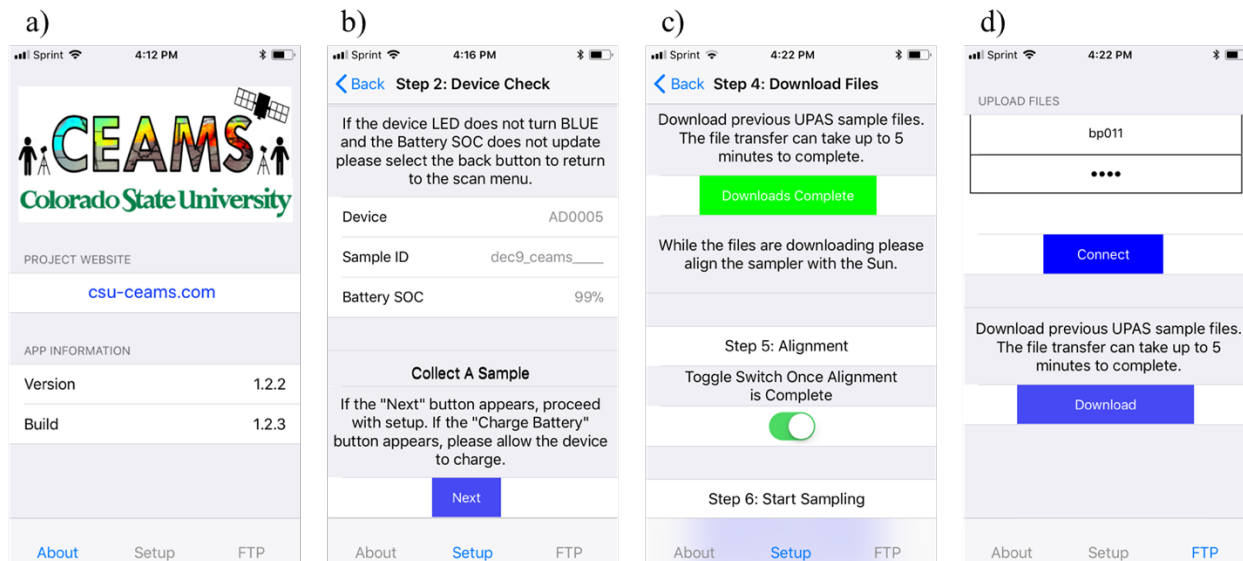 a)
Sprint 4:12 PM
CEAMS
Colorado State University
PROJECT WEBSITE
csu-ceams.com
APP INFORMATION
Version 1.2.2
Build 1.2.3
About Setup FTP
b)
Sprint 4:16 PM
Back Step 2: Device Check
If the device LED does not turn BLUE
and the Battery SOC does not update
please select the back button to return
to the scan menu.
Device AD0005
Sample ID dec9_ceams____
Battery SOC 99%
Collect A Sample
If the "Next" button appears, proceed
with setup. If the "Charge Battery"
button appears, please allow the device
to charge.
Next
About Setup FTP
c)
Sprint 4:22 PM
Back Step 4: Download Files
Download previous UPAS sample files.
The file transfer can take up to 5
minutes to complete.
Downloads Complete
While the files are downloading please
align the sampler with the Sun.
Step 5: Alignment
Toggle Switch Once Alignment
is Complete
Step 6: Start Sampling
About Setup FTP
d)
Sprint 4:22 PM
UPLOAD FILES
bp011
••••
Connect
Download previous UPAS sample files.
The file transfer can take up to 5
minutes to complete.
Download
About Setup FTP